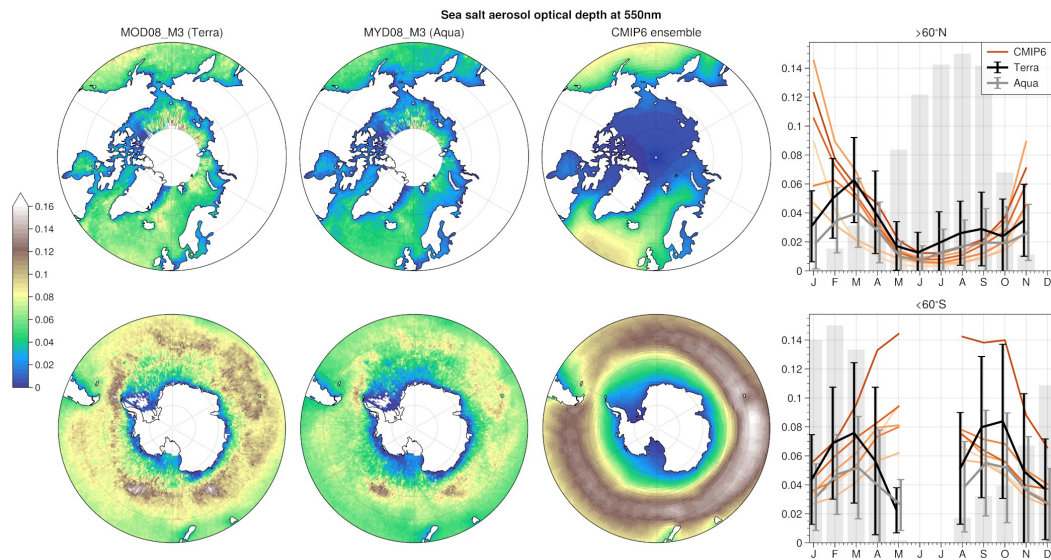 Sea salt aerosol optical depth at 550nm
MOD08_M3 (Terra)
MYD08_M3 (Aqua)
CMIP6 ensemble
>60°N
0.16
0.14
0.12
0.10
0.08
0.06
0.04
0.02
0
0.14
0.12
0.1
0.08
0.06
0.04
0.02
0
CMIP6
Terra
Aqua
J F M A M J J A S O N D
<60°S
0.14
0.12
0.1
0.08
0.06
0.04
0.02
0
J F M A M J J A S O N D